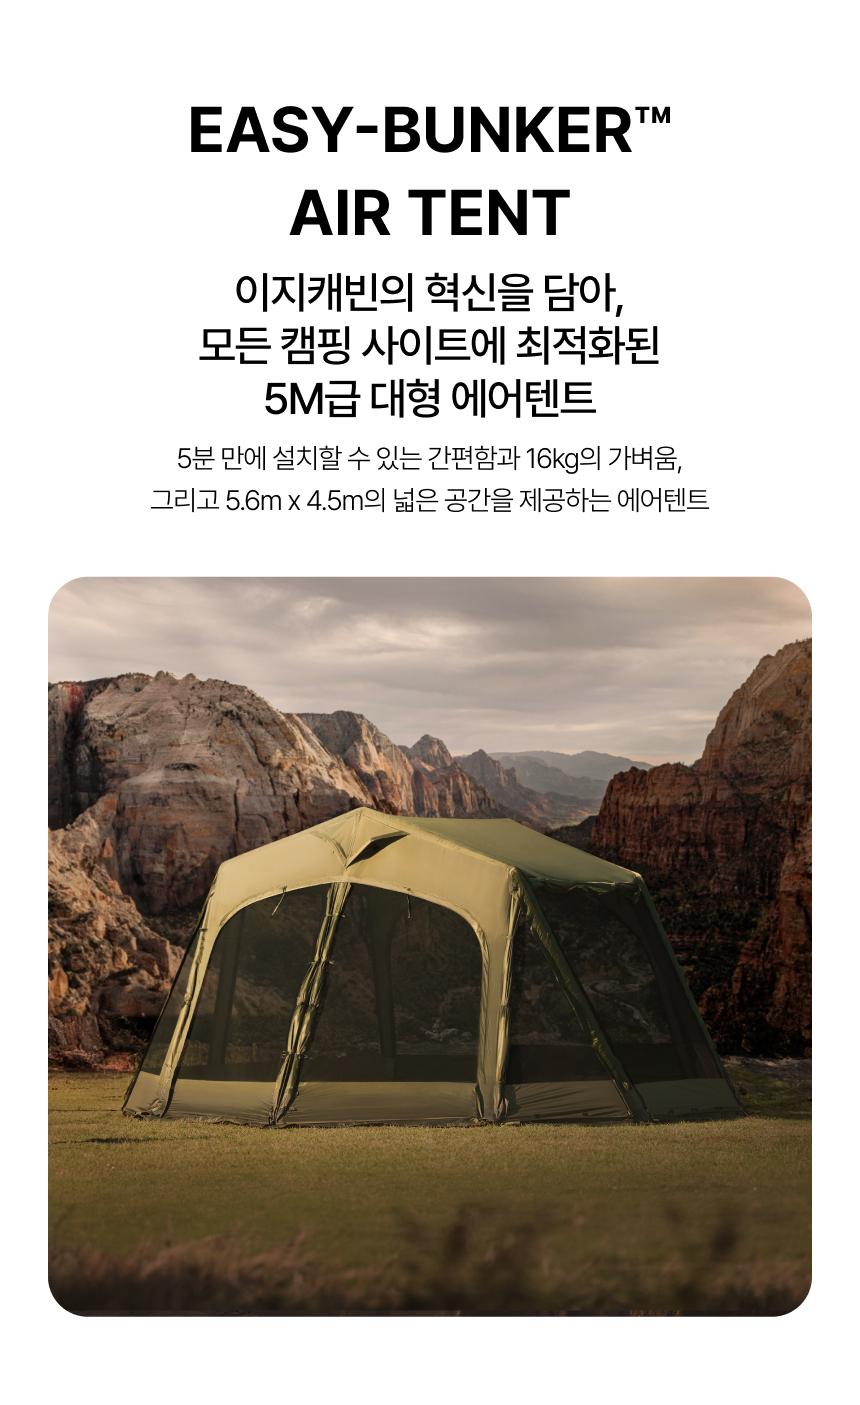 EASY-BUNKER™
AIR TENT
이지캐빈의 혁신을 담아,
모든 캠핑 사이트에 최적화된
5M급 대형 에어텐트
5분 만에 설치할 수 있는 간편함과 16kg의 가벼움,
그리고 5.6m x 4.5m의 넓은 공간을 제공하는 에어텐트